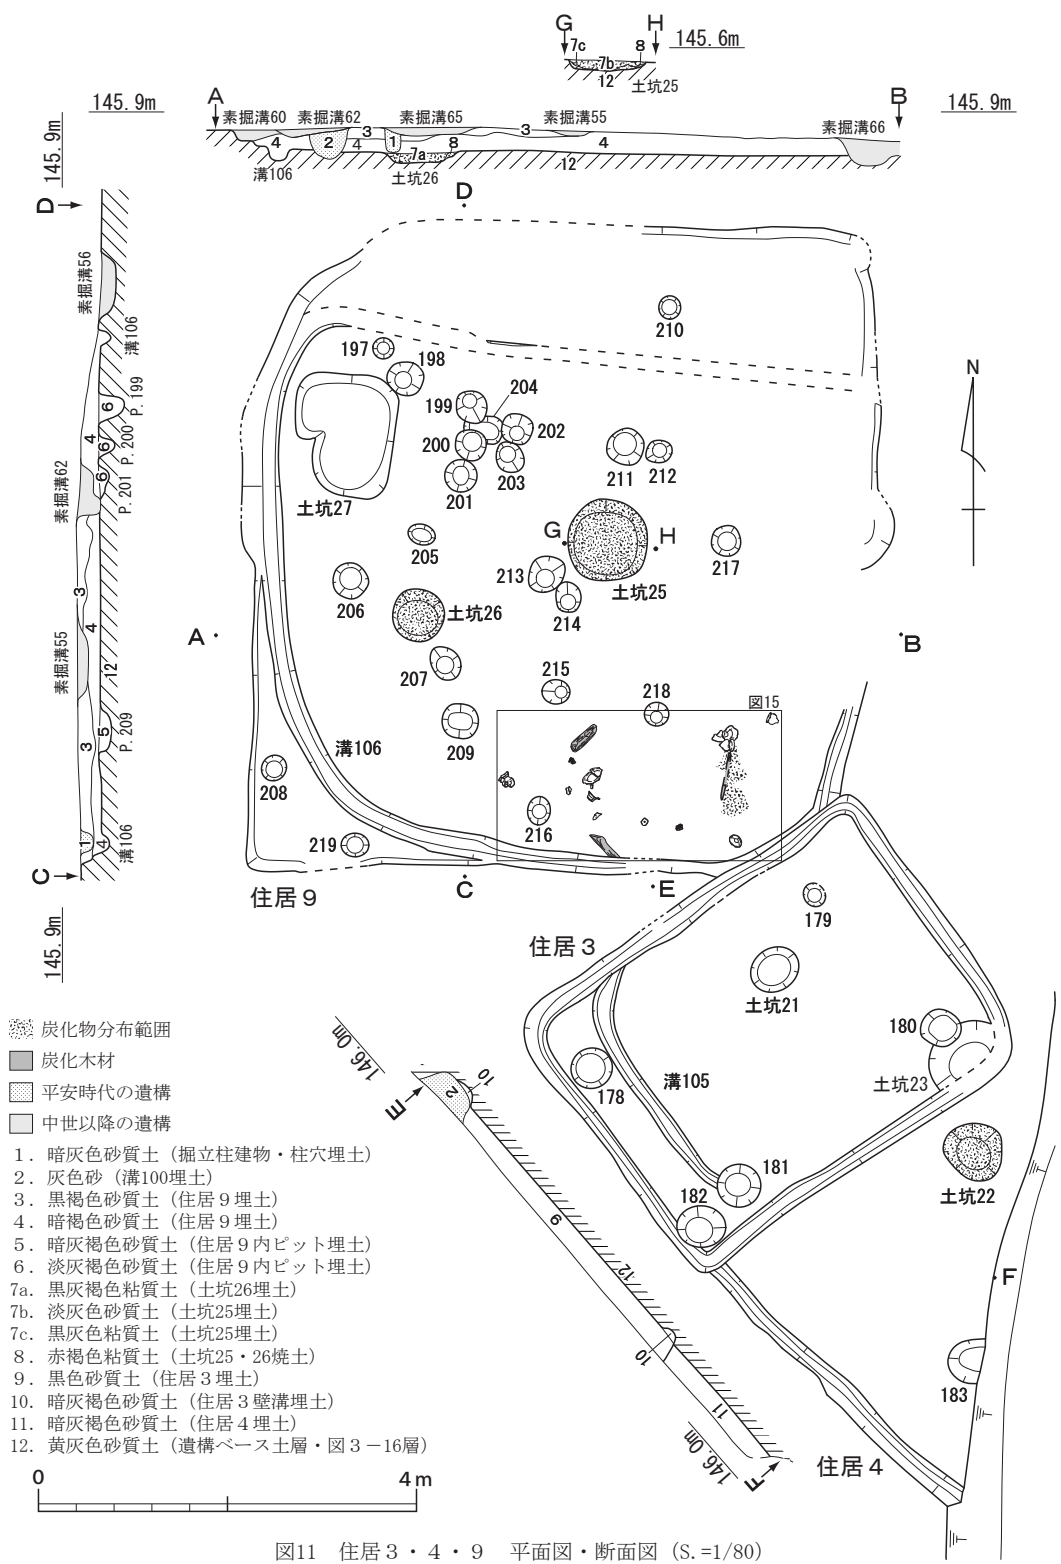 G H
7c 8 145.6m
7b
12 土坑25
145.9m A B 145.9m
素掘溝60 素掘溝62 素掘溝65 素掘溝55 素掘溝66
3 3
4 2 4 1 7a 8 4
12
溝106 土坑26
145.9m
D
素掘溝56
溝106
P.199
6
4
P.200
6
素掘溝62
P.201
6
3
4
素掘溝55
12
P.209
5
3
溝106
1 4
C
145.9m
D
210
197
198
204
199
202
200
203
201
211
212
土坑27
205
G H
217
213
土坑25
206
214
土坑26
A
B
207
215
218
図15
209
溝106
208
216
219
C
E
住居9
N
179
住居3
土坑21
180
土坑23
178
溝105
181
182
土坑22
F
183
住居4
146.0m
E
10
2
9
12
10
11
146.0m
F
炭化物分布範囲
炭化木材
平安時代の遺構
中世以降の遺構
1．暗灰色砂質土（掘立柱建物・柱穴埋土）
2．灰色砂（溝100埋土）
3．黒褐色砂質土（住居9埋土）
4．暗褐色砂質土（住居9埋土）
5．暗灰褐色砂質土（住居9内ピット埋土）
6．淡灰褐色砂質土（住居9内ピット埋土）
7a．黒灰褐色粘質土（土坑26埋土）
7b．淡灰色砂質土（土坑25埋土）
7c．黒灰色粘質土（土坑25埋土）
8．赤褐色粘質土（土坑25・26焼土）
9．黒色砂質土（住居3埋土）
10．暗灰褐色砂質土（住居3壁溝埋土）
11．暗灰褐色砂質土（住居4埋土）
12．黄灰色砂質土（遺構ベース土層・図3－16層）
0 4m
図11 住居3・4・9 平面図・断面図（S.=1/80）